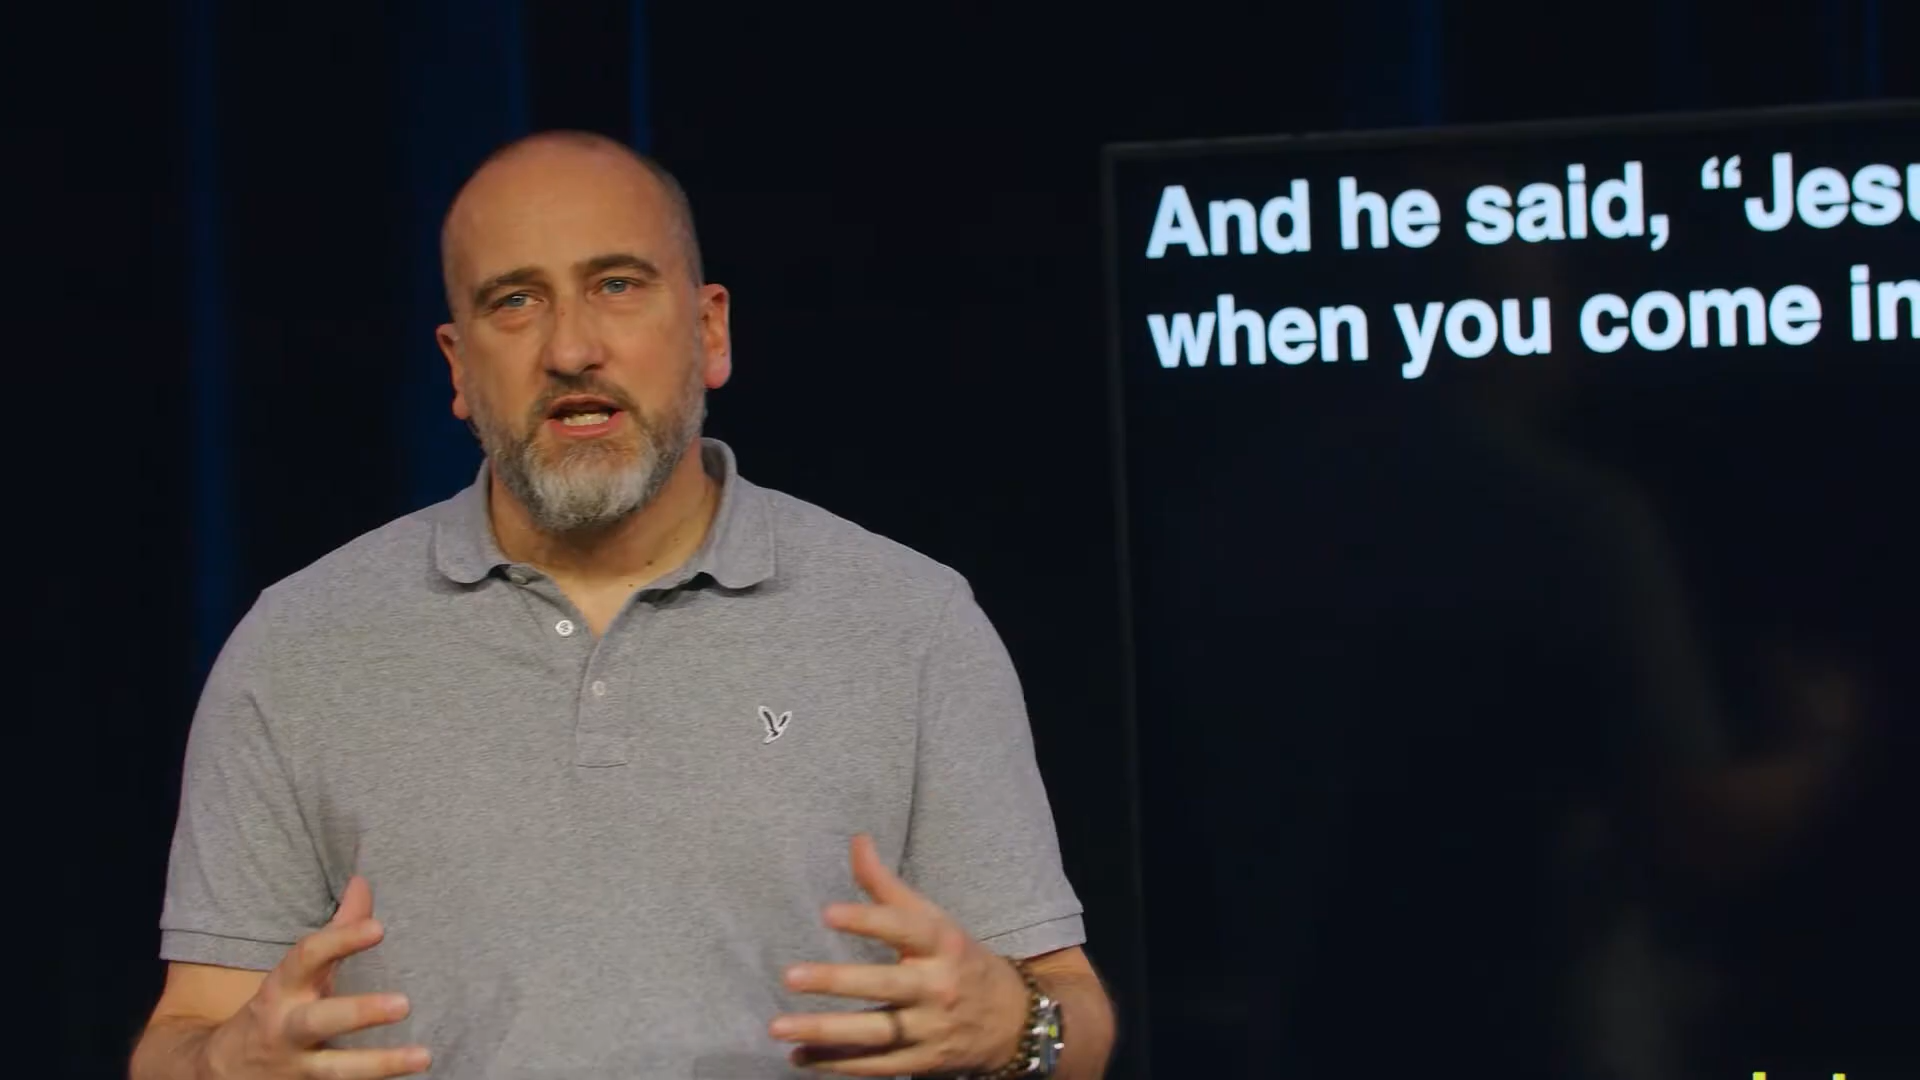 And he said, “Jesu
when you come in